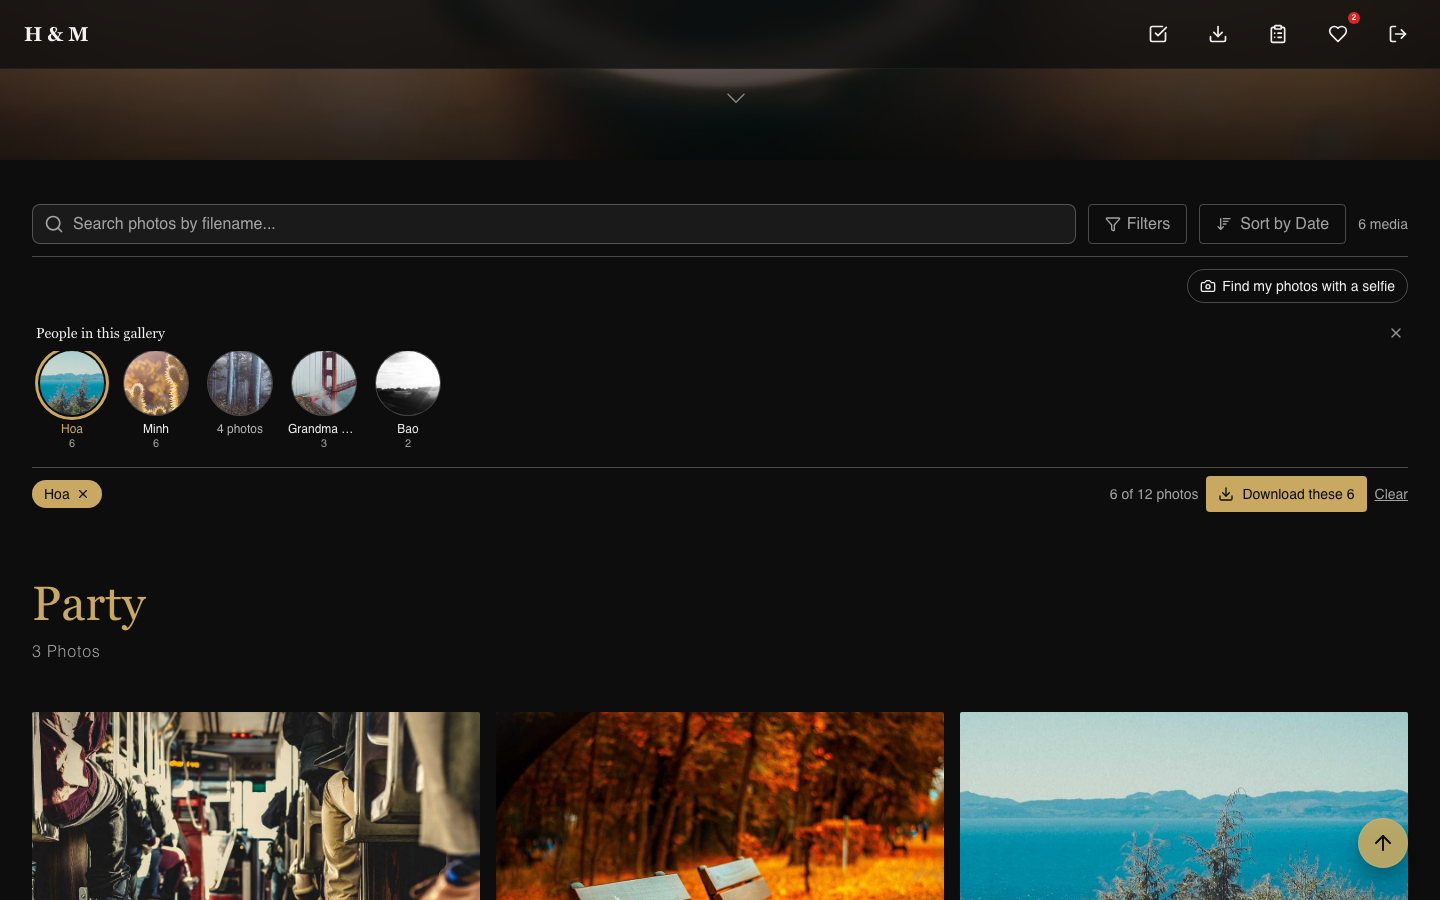 H & M
2
Search photos by filename...
Filters
Sort by Date
6 media
Find my photos with a selfie
People in this gallery
Hoa
6
Minh
6
4 photos
Grandma ...
3
Bao
2
Hoa
6 of 12 photos
Download these 6
Clear
Party
3 Photos